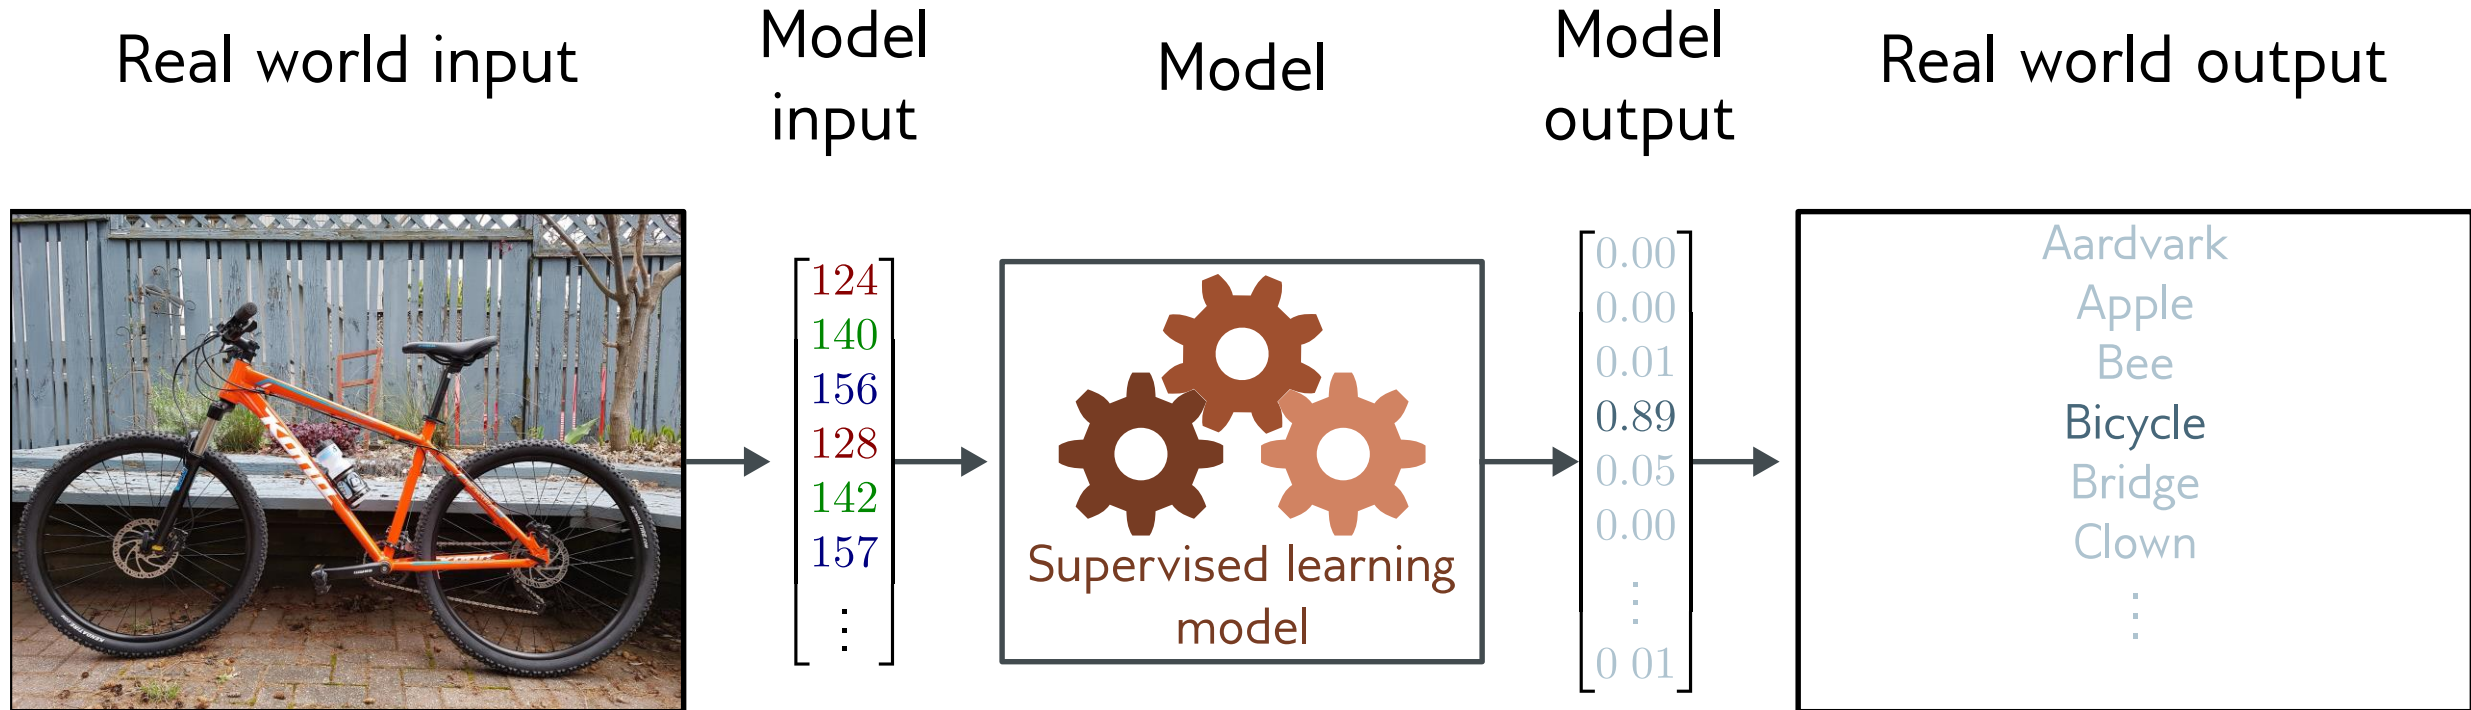 Real world input
Model
input
Model
Model
output
Real world output
KONA
124
140
156
128
142
157
⋮
Supervised learning
model
0.00
0.00
0.01
0.89
0.05
0.00
⋮
0 01
Aardvark
Apple
Bee
Bicycle
Bridge
Clown
⋮